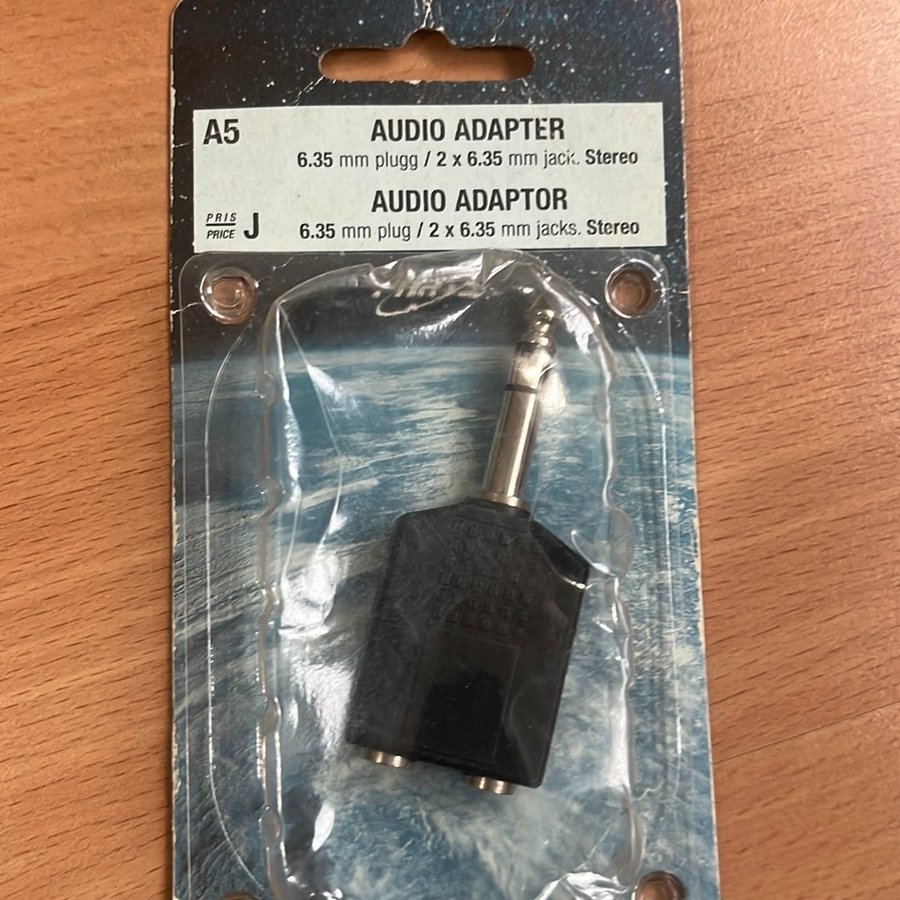 A5
AUDIO ADAPTER
6.35 mm plugg / 2 x 6.35 mm jack. Stereo
AUDIO ADAPTOR
PRIS
PRICE J
6.35 mm plug / 2 x 6.35 mm jacks. Stereo